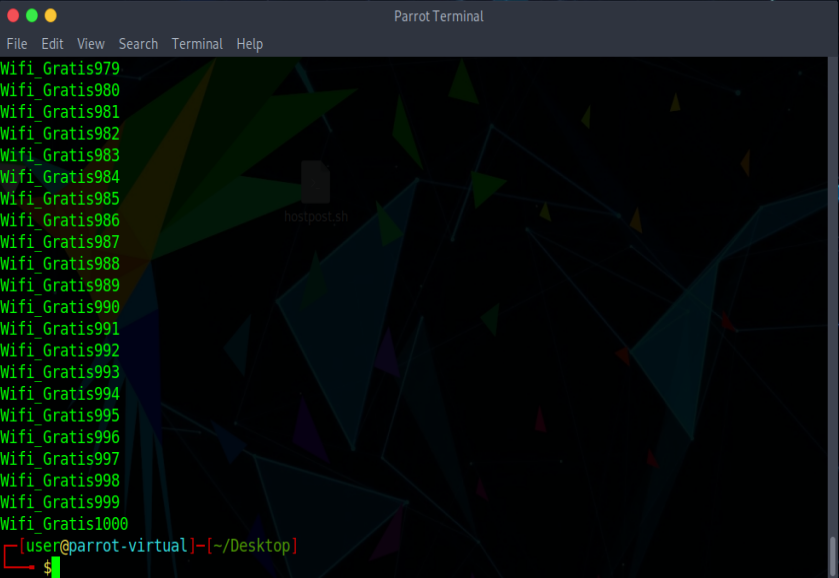 Parrot Terminal
File Edit View Search Terminal Help
Wifi_Gratis979
Wifi_Gratis980
Wifi_Gratis981
Wifi_Gratis982
Wifi_Gratis983
Wifi_Gratis984
Wifi_Gratis985
Wifi_Gratis986
Wifi_Gratis987
Wifi_Gratis988
Wifi_Gratis989
Wifi_Gratis990
Wifi_Gratis991
Wifi_Gratis992
Wifi_Gratis993
Wifi_Gratis994
Wifi_Gratis995
Wifi_Gratis996
Wifi_Gratis997
Wifi_Gratis998
Wifi_Gratis999
Wifi_Gratis1000
[user@parrot-virtual]─[~/Desktop]
$
hostpost.sh